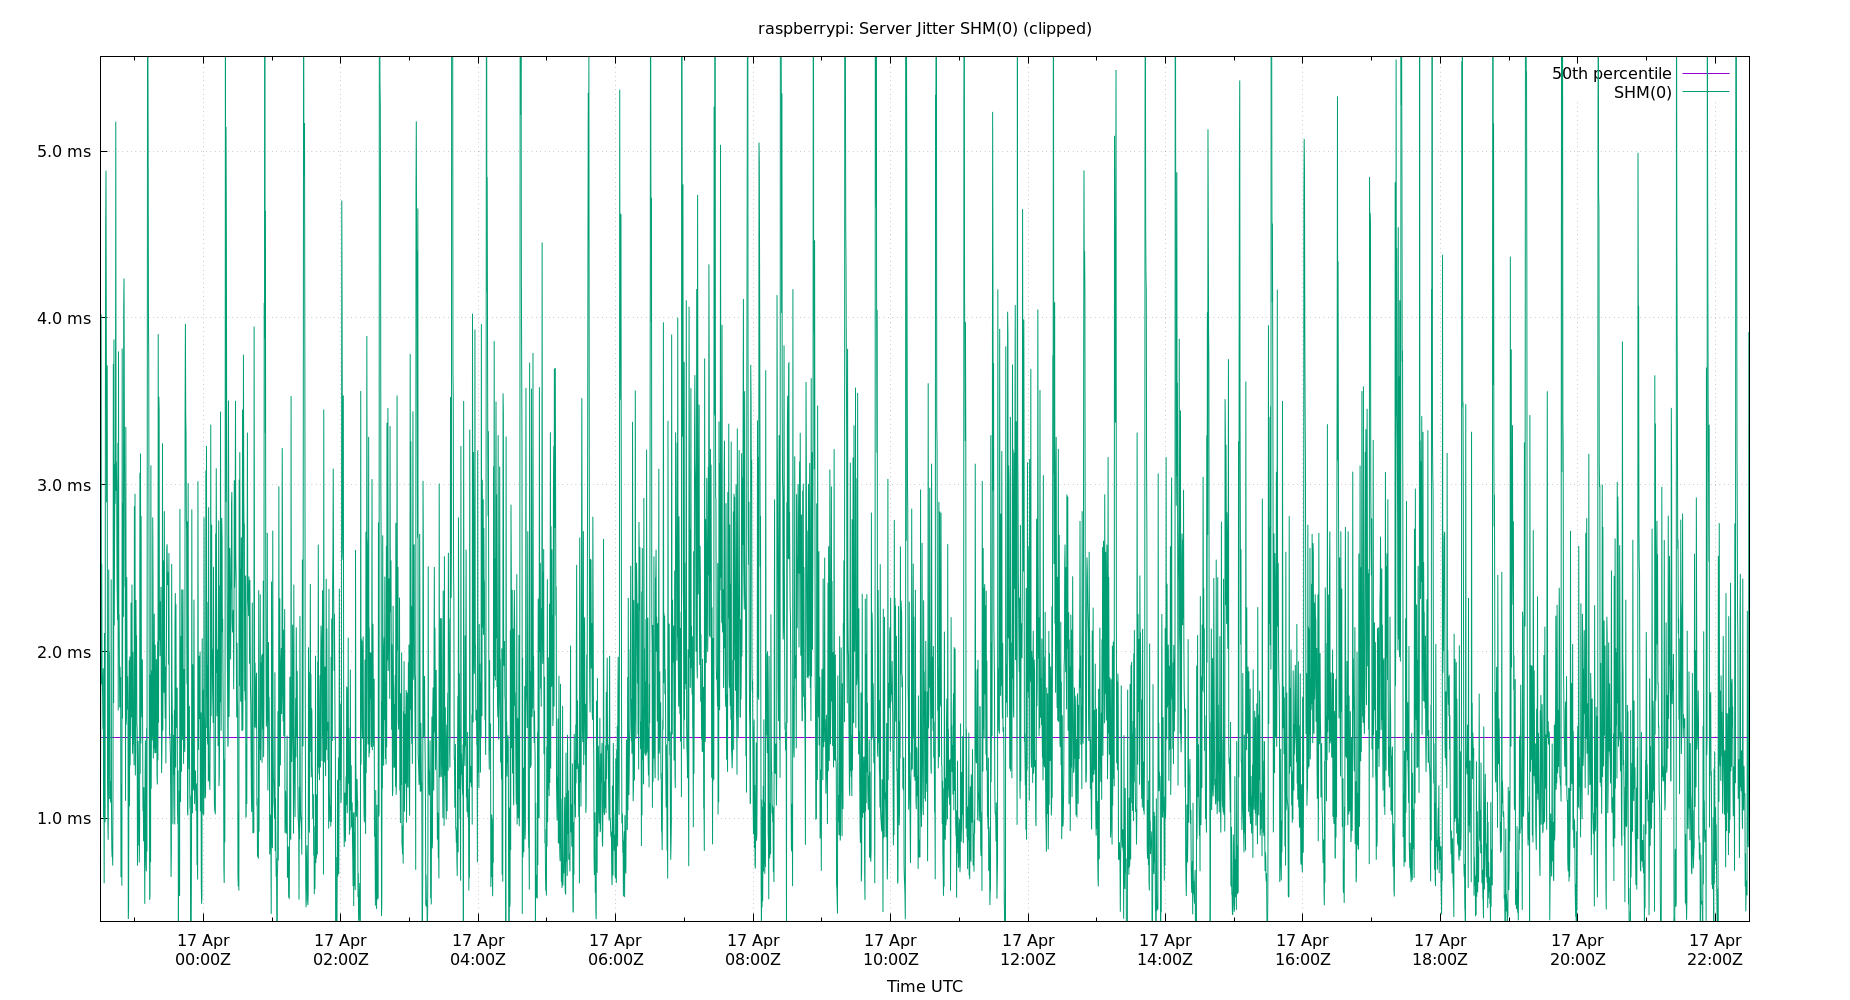 raspberrypi: Server Jitter SHM(0) (clipped)
50th percentile
SHM(0)
5.0 ms
4.0 ms
3.0 ms
2.0 ms
1.0 ms
17 Apr 17 Apr 17 Apr 17 Apr 17 Apr 17 Apr 17 Apr 17 Apr 17 Apr 17 Apr 17 Apr 17 Apr
00:00Z 02:00Z 04:00Z 06:00Z 08:00Z 10:00Z 12:00Z 14:00Z 16:00Z 18:00Z 20:00Z 22:00Z
Time UTC